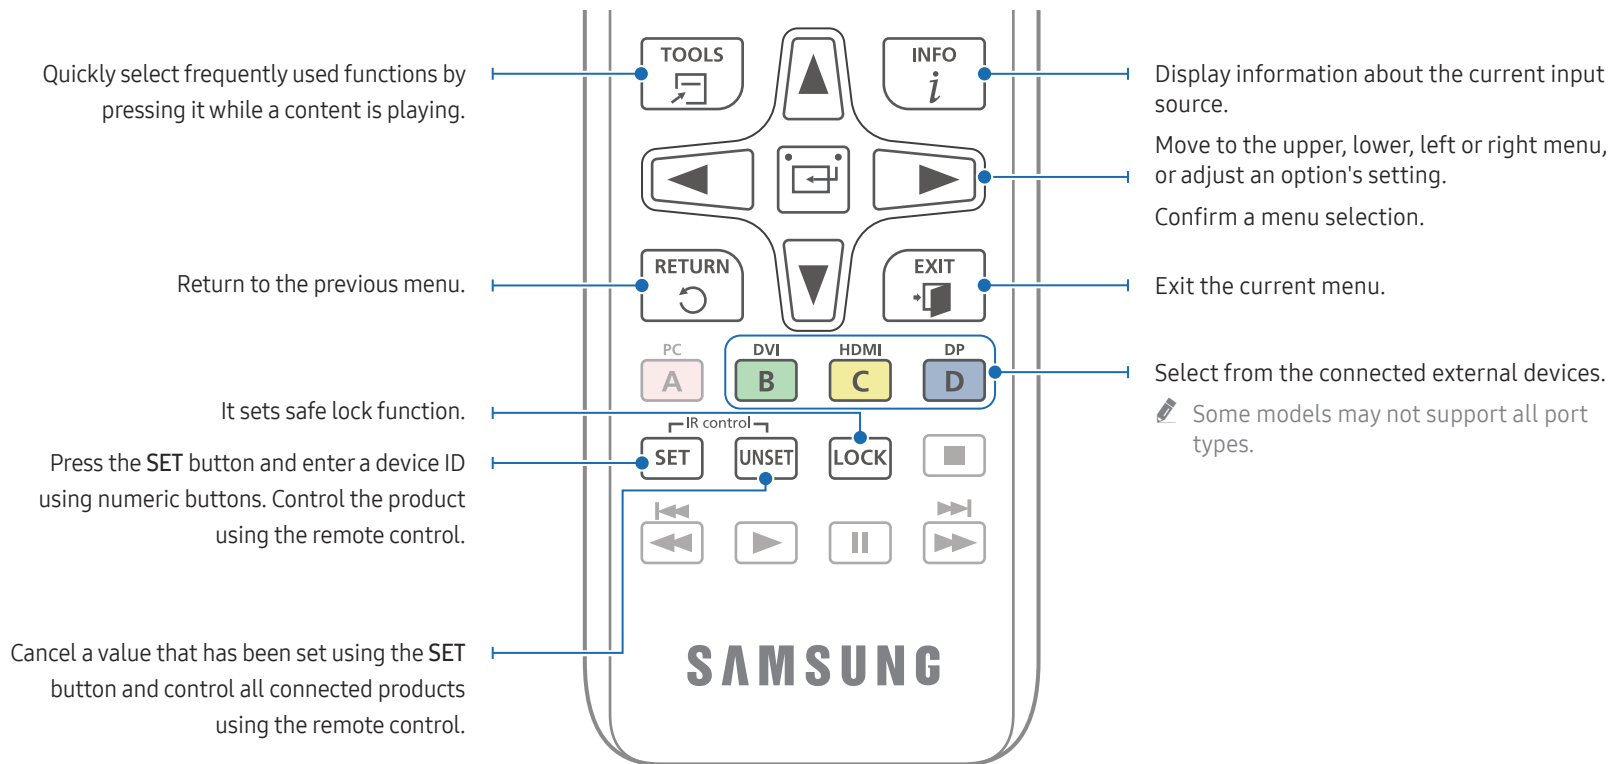 TOOLS
INFO
i
Quickly select frequently used functions by
pressing it while a content is playing.
Display information about the current input
source.
Move to the upper, lower, left or right menu,
or adjust an option's setting.
Confirm a menu selection.
RETURN
EXIT
Return to the previous menu.
Exit the current menu.
PC
DVI
HDMI
DP
A
B
C
D
Select from the connected external devices.
Some models may not support all port
types.
It sets safe lock function.
IR control
SET
UNSET
LOCK
Press the SET button and enter a device ID
using numeric buttons. Control the product
using the remote control.
Cancel a value that has been set using the SET
button and control all connected products
using the remote control.
SAMSUNG